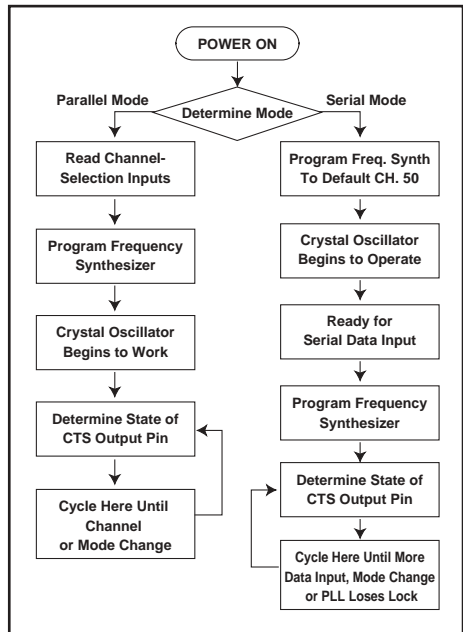 POWER ON
Parallel Mode
Serial Mode
Determine Mode
Read Channel-
Selection Inputs
Program Frequency
Synthesizer
Crystal Oscillator
Begins to Work
Determine State of
CTS Output Pin
Cycle Here Until
Channel
or Mode Change
Program Freq. Synth
To Default CH. 50
Crystal Oscillator
Begins to Operate
Ready for
Serial Data Input
Program Frequency
Synthesizer
Determine State of
CTS Output Pin
Cycle Here Until More
Data Input, Mode Change
or PLL Loses Lock